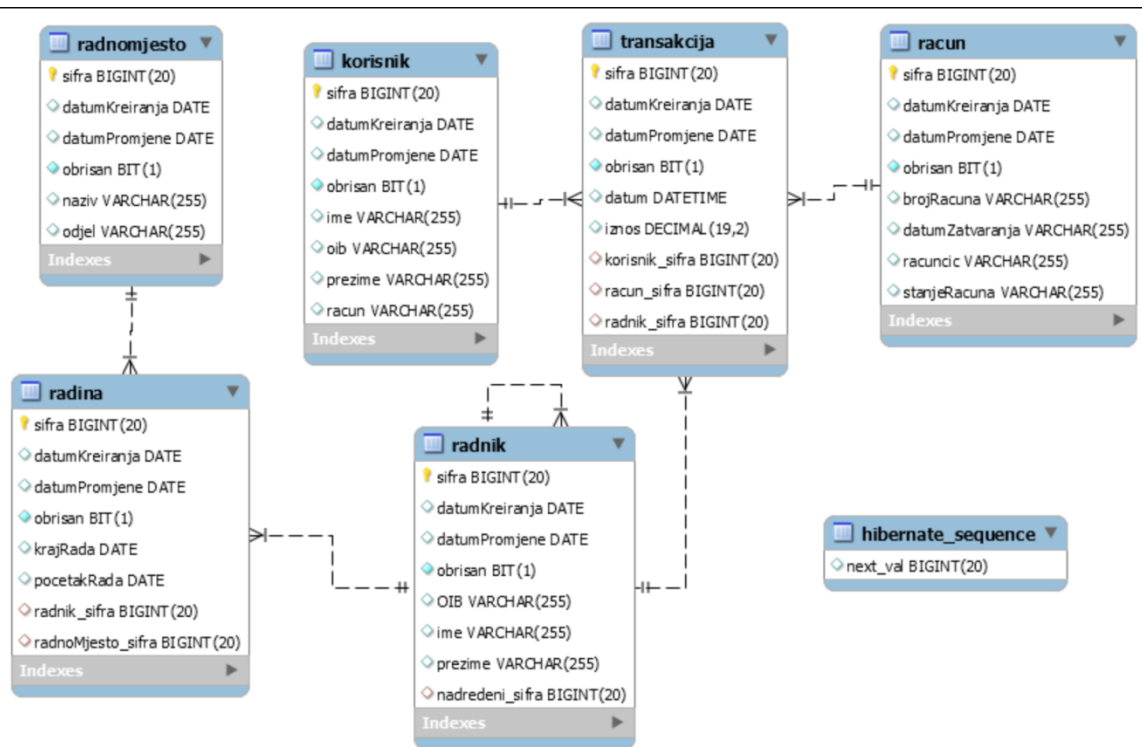 radnomjesto
sifra BIGINT(20)
datumKreiranja DATE
datumPromjene DATE
obrisan BIT(1)
naziv VARCHAR(255)
odjel VARCHAR(255)
Indexes
korisnik
sifra BIGINT(20)
datumKreiranja DATE
datumPromjene DATE
obrisan BIT(1)
ime VARCHAR(255)
oib VARCHAR(255)
prezime VARCHAR(255)
racun VARCHAR(255)
Indexes
transakcija
sifra BIGINT(20)
datumKreiranja DATE
datumPromjene DATE
obrisan BIT(1)
datum DATETIME
iznos DECIMAL(19,2)
korisnik_sifra BIGINT(20)
racun_sifra BIGINT(20)
radnik_sifra BIGINT(20)
Indexes
racun
sifra BIGINT(20)
datumKreiranja DATE
datumPromjene DATE
obrisan BIT(1)
brojRacuna VARCHAR(255)
datumZatvaranja VARCHAR(255)
racuncic VARCHAR(255)
stanjeRacuna VARCHAR(255)
Indexes
radina
sifra BIGINT(20)
datumKreiranja DATE
datumPromjene DATE
obrisan BIT(1)
krajRada DATE
pocetakRada DATE
radnik_sifra BIGINT(20)
radnoMjesto_sifra BIGINT(20)
Indexes
radnik
sifra BIGINT(20)
datumKreiranja DATE
datumPromjene DATE
obrisan BIT(1)
OIB VARCHAR(255)
ime VARCHAR(255)
prezime VARCHAR(255)
nadredeni_sifra BIGINT(20)
Indexes
hibernate_sequence
next_val BIGINT(20)